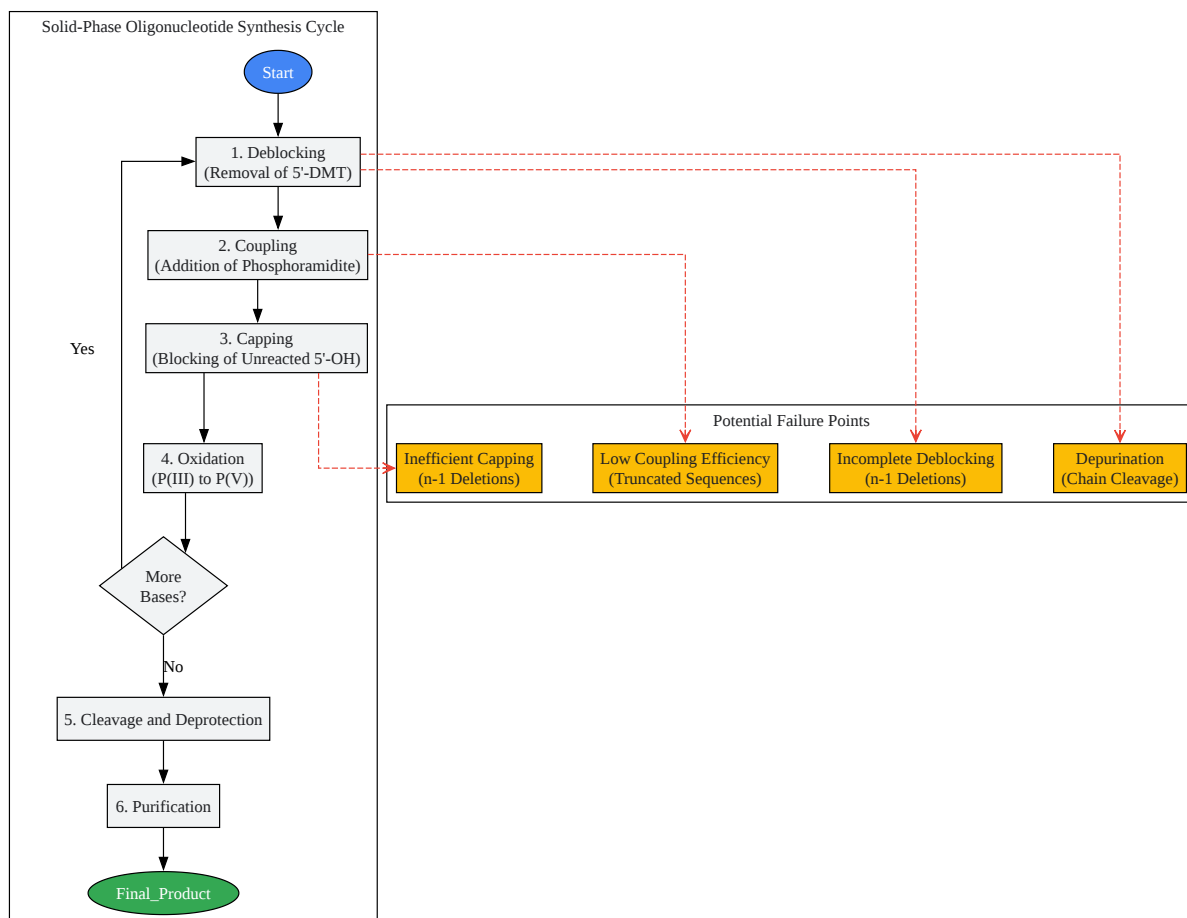 Solid-Phase Oligonucleotide Synthesis Cycle
Start
1. Deblocking
(Removal of 5'-DMT)
2. Coupling
(Addition of Phosphoramidite)
3. Capping
(Blocking of Unreacted 5'-OH)
Yes
Potential Failure Points
4. Oxidation
(P(III) to P(V))
Inefficient Capping
(n-1 Deletions)
Low Coupling Efficiency
(Truncated Sequences)
Incomplete Deblocking
(n-1 Deletions)
Depurination
(Chain Cleavage)
More
Bases?
No
5. Cleavage and Deprotection
6. Purification
Final_Product